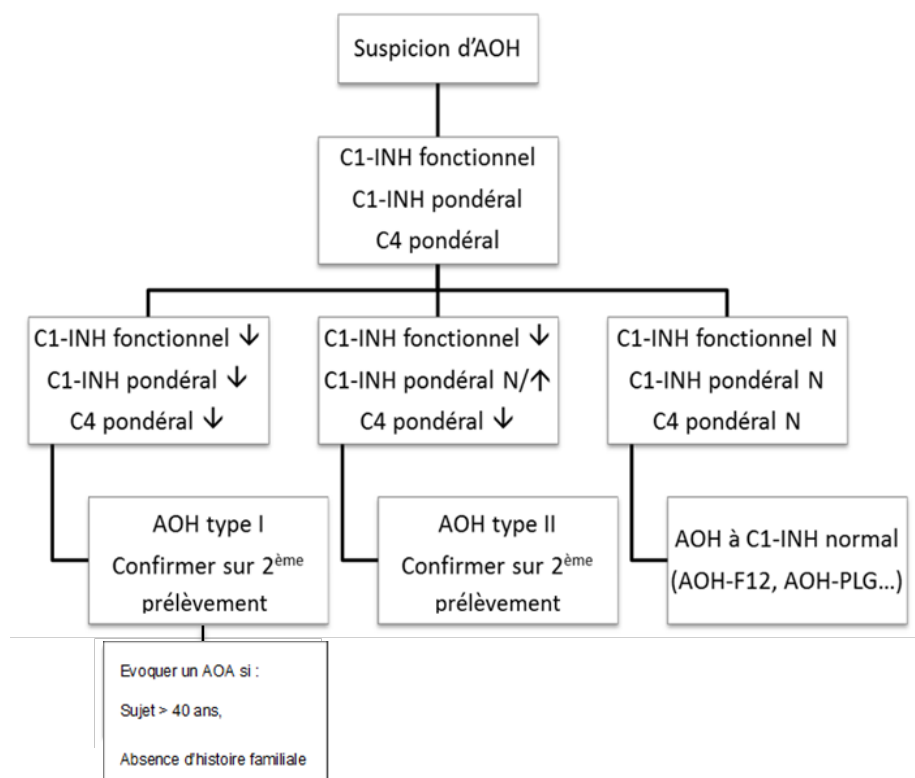 Suspicion d'AOH
C1-INH fonctionnel
C1-INH pondéral
C4 pondéral
C1-INH fonctionnel ↓
C1-INH pondéral ↓
C4 pondéral ↓
C1-INH fonctionnel ↓
C1-INH pondéral N/↑
C4 pondéral ↓
C1-INH fonctionnel N
C1-INH pondéral N
C4 pondéral N
AOH type I
Confirmer sur 2ème
prélèvement
AOH type II
Confirmer sur 2ème
prélèvement
AOH à C1-INH normal
(AOH-F12, AOH-PLG...)
Evoquer un AOA si :
Sujet > 40 ans,
Absence d'histoire familiale